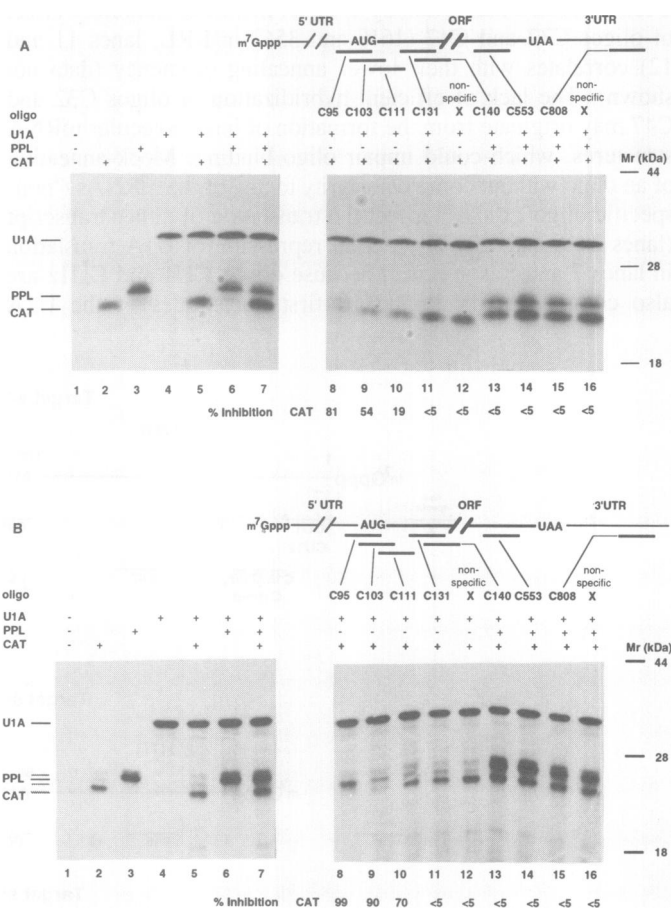 A
5' UTR ORF 3'UTR
m7Gppp AUG UAA
non-specific non-specific
oligo C95 C103 C111 C131 X C140 C553 C808 X
U1A - - - + + + + + + + + + + + + +
PPL - - + - - + + - - - - - + + + +
CAT - + - - + - + + + + + + + + + +
Mr (kDa)
44
U1A
28
PPL
CAT
18
1 2 3 4 5 6 7 8 9 10 11 12 13 14 15 16
% Inhibition CAT 81 54 19 <5 <5 <5 <5 <5 <5
B
5' UTR ORF 3'UTR
m7Gppp AUG UAA
non-specific non-specific
oligo C95 C103 C111 C131 X C140 C553 C808 X
U1A - - - + + + + + + + + + + + + +
PPL - - + - - + + - - - - - + + + +
CAT - + - - + - + + + + + + + + + +
Mr (kDa)
44
U1A
28
PPL
CAT
18
1 2 3 4 5 6 7 8 9 10 11 12 13 14 15 16
% Inhibition CAT 99 90 70 <5 <5 <5 <5 <5 <5